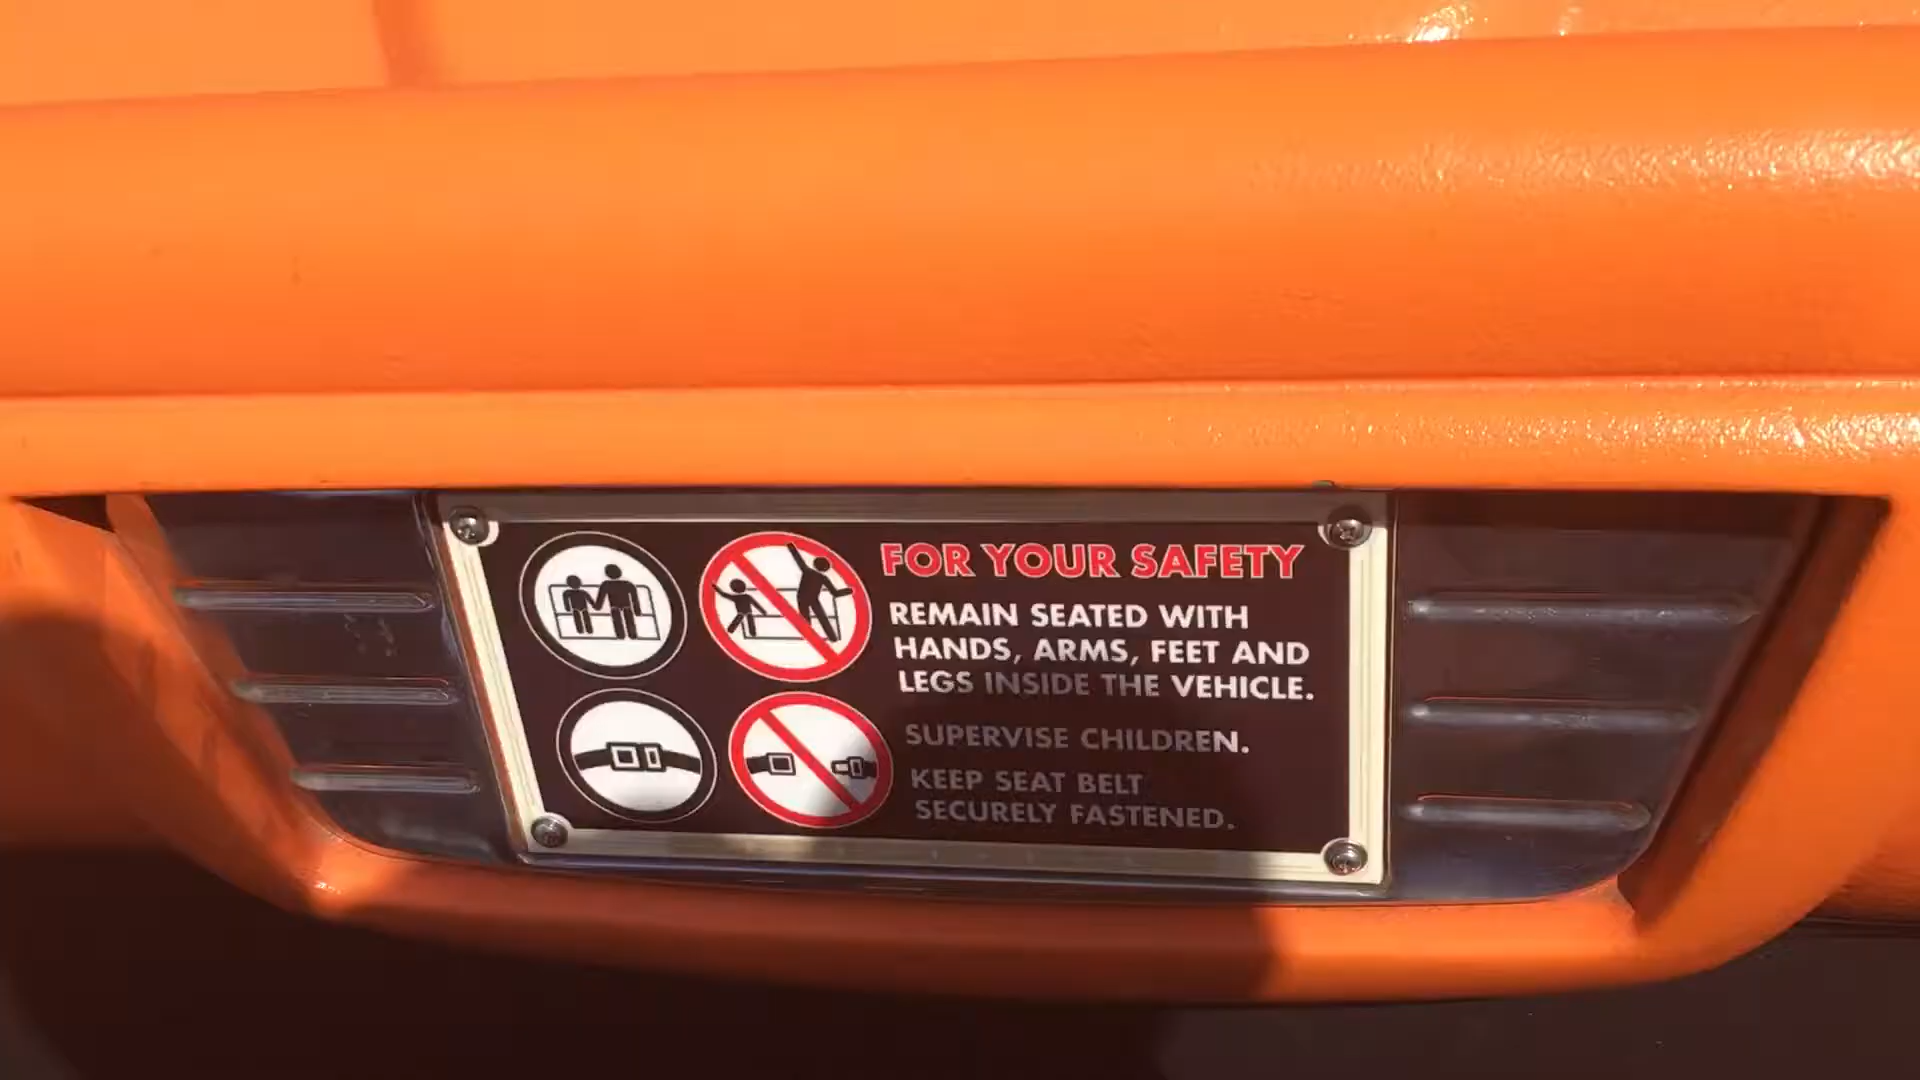 FOR YOUR SAFETY
REMAIN SEATED WITH
HANDS, ARMS, FEET AND
LEGS INSIDE THE VEHICLE.
SUPERVISE CHILDREN.
KEEP SEAT BELT
SECURELY FASTENED.